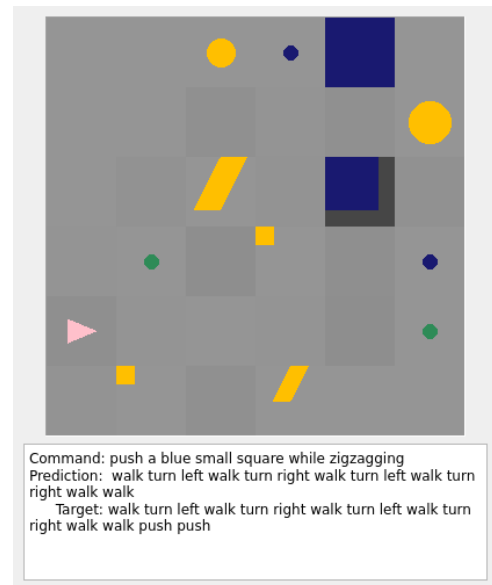 Command: push a blue small square while zigzagging
Prediction:  walk turn left walk turn right walk turn left walk turn
right walk walk
Target: walk turn left walk turn right walk turn left walk turn
right walk walk push push